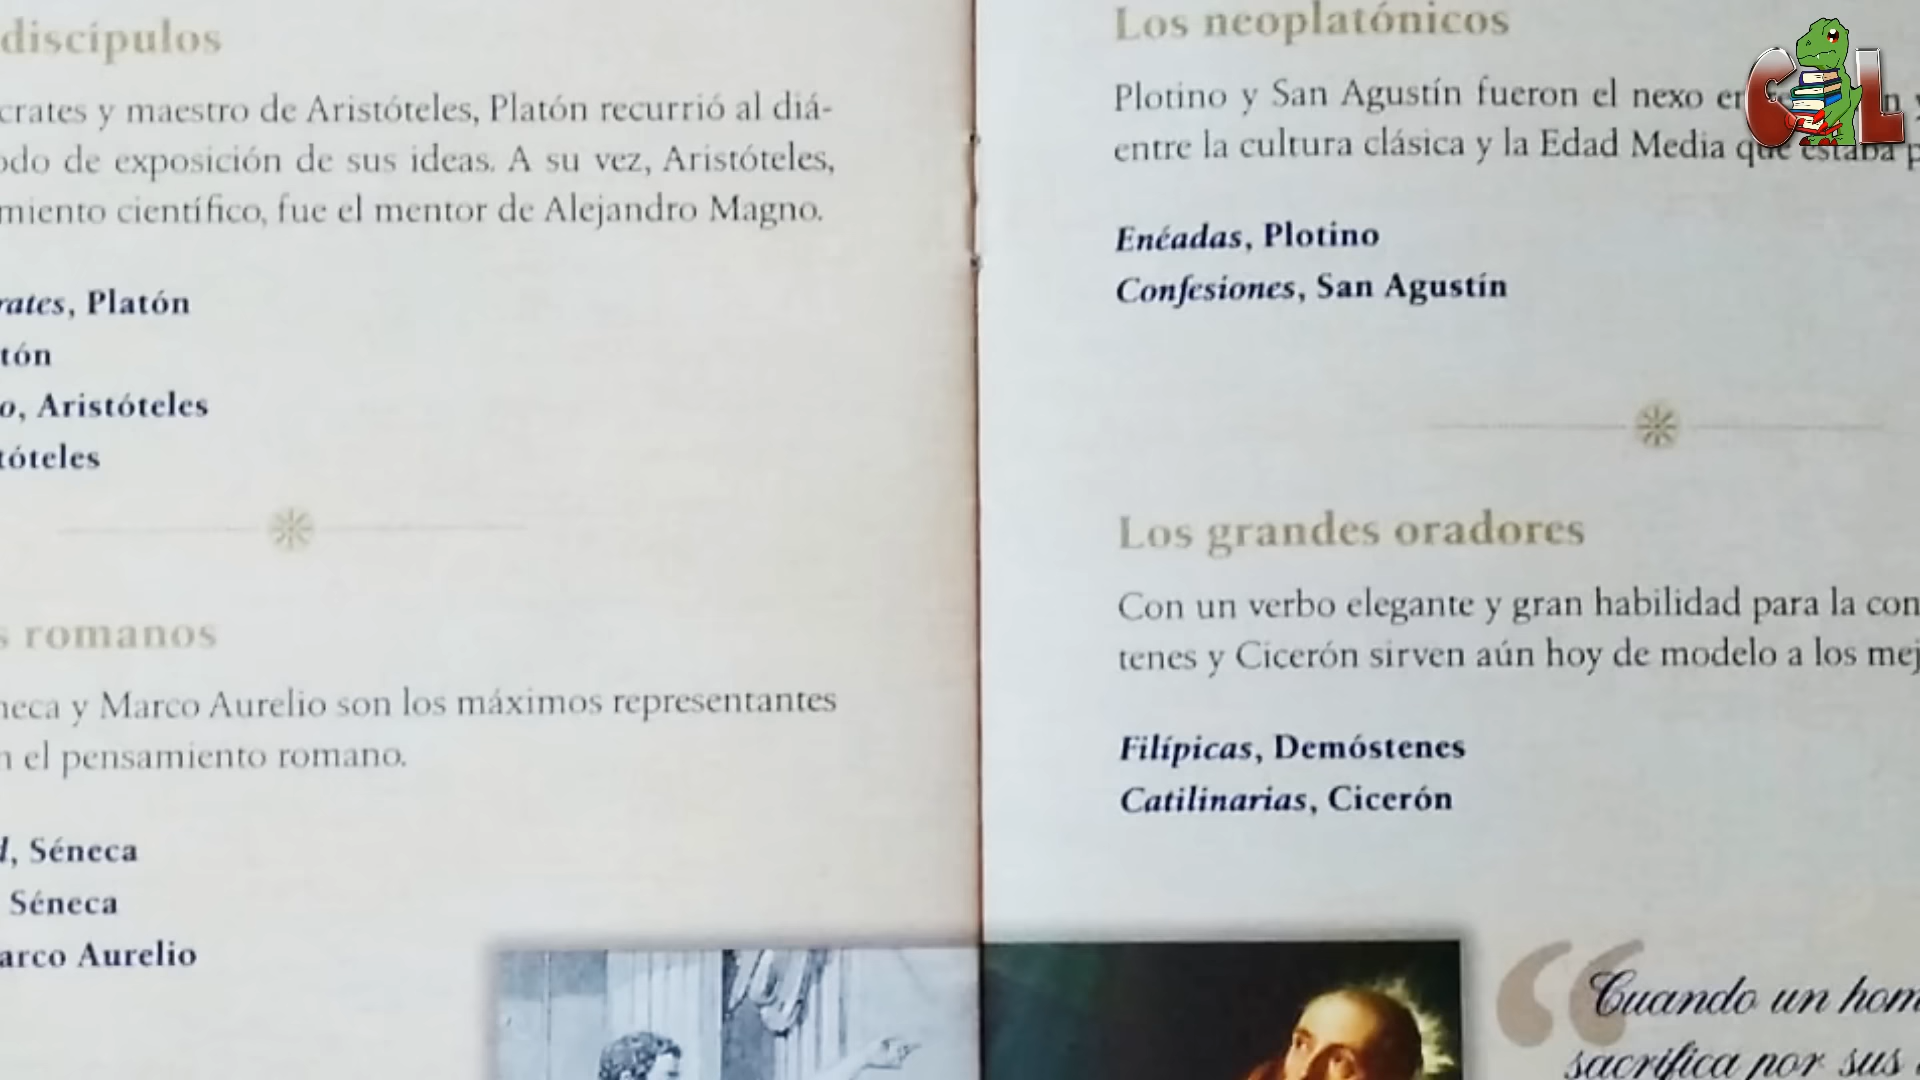 discípulos
crates y maestro de Aristóteles, Platón recurrió al diá-
odo de exposición de sus ideas. A su vez, Aristóteles,
miento científico, fue el mentor de Alejandro Magno.
rates, Platón
tón
o, Aristóteles
tóteles
s romanos
neca y Marco Aurelio son los máximos representantes
n el pensamiento romano.
d, Séneca
, Séneca
arco Aurelio
Los neoplatónicos
Plotino y San Agustín fueron el nexo en
entre la cultura clásica y la Edad Media que estaba p
Enéadas, Plotino
Confesiones, San Agustín
Los grandes oradores
Con un verbo elegante y gran habilidad para la con
tenes y Cicerón sirven aún hoy de modelo a los mej
Filípicas, Demóstenes
Catilinarias, Cicerón
“Cuando un hom
sacrifica por sus
C L